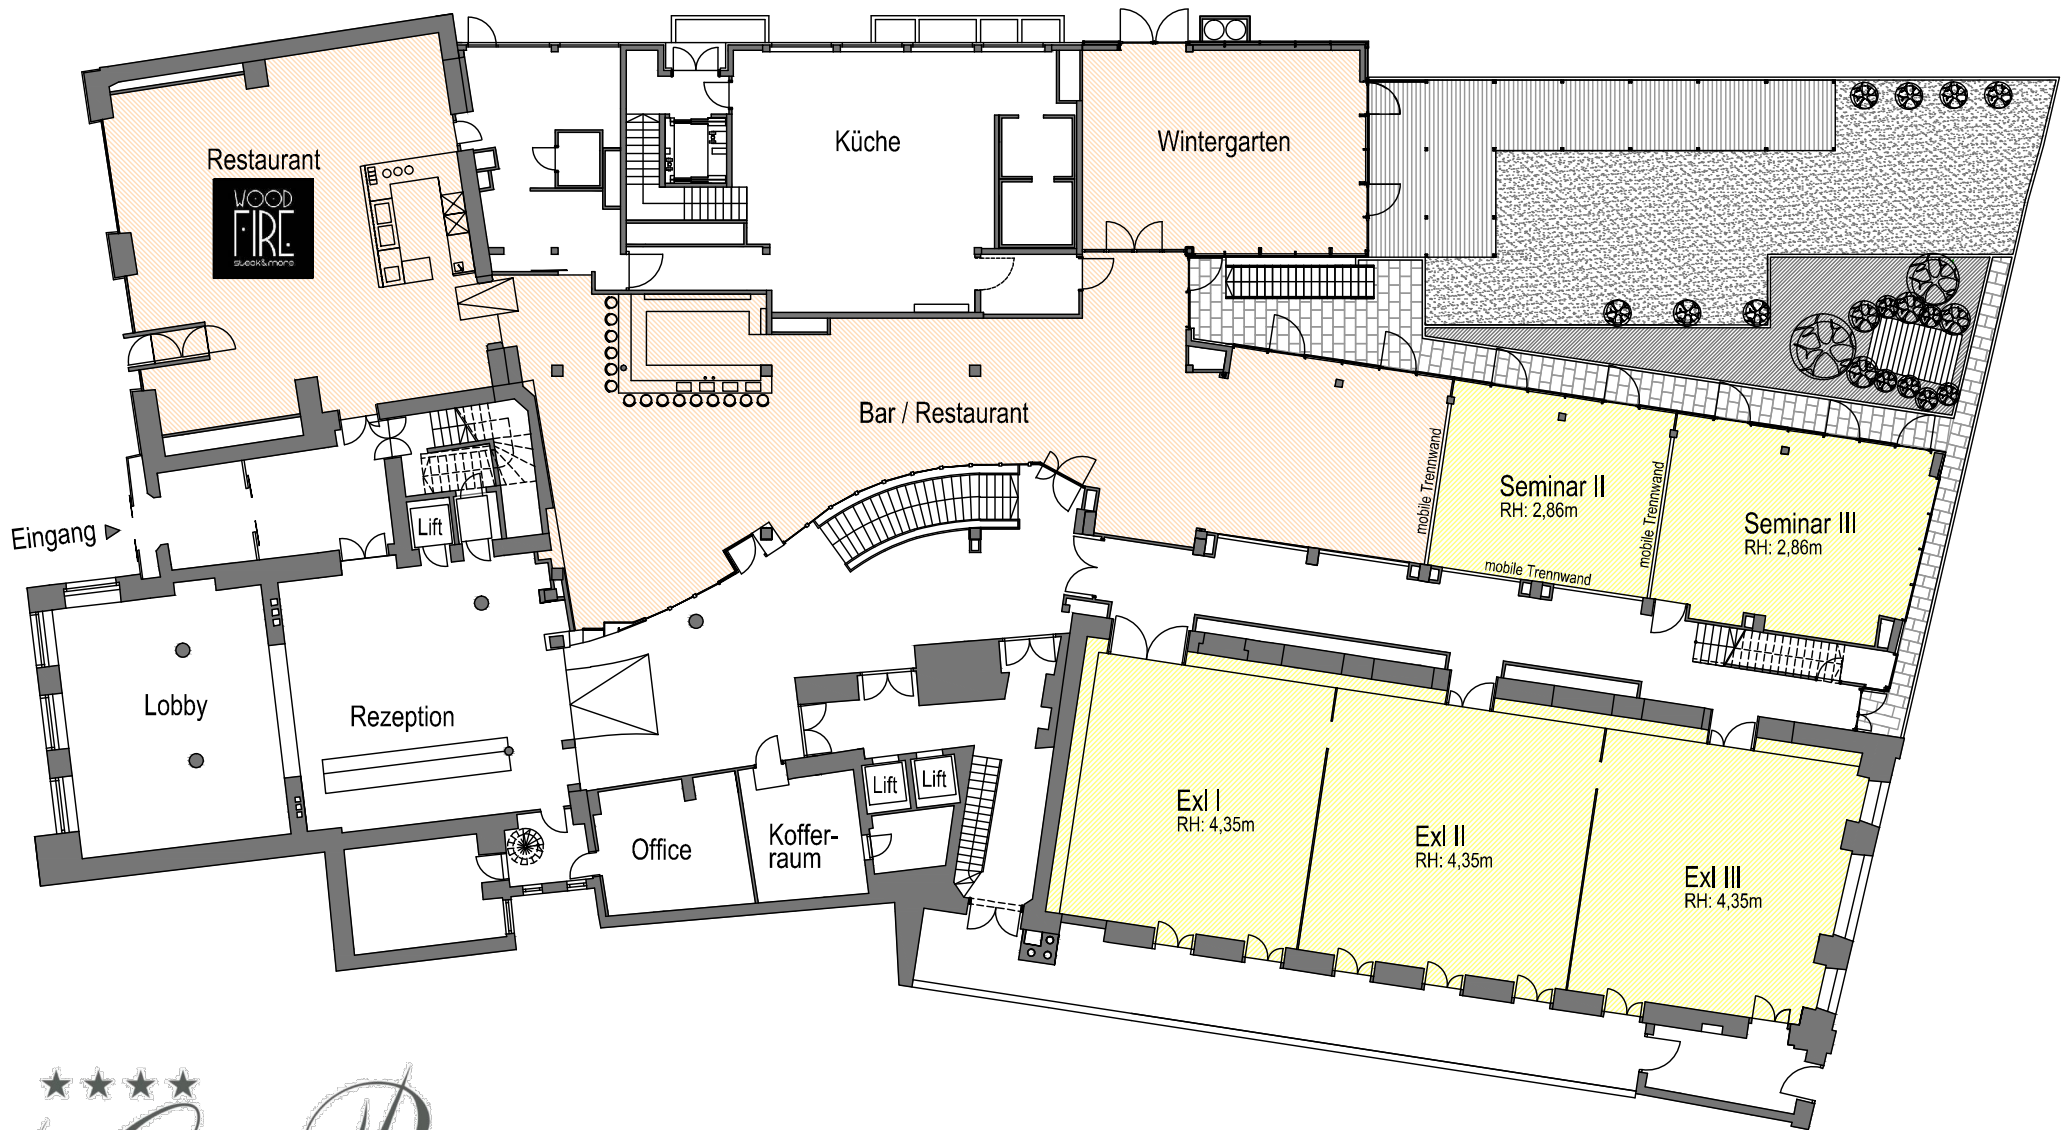 Restaurant
WOOD
FIRE
steak&more
Küche
Wintergarten
Bar / Restaurant
mobile Trennwand
Seminar II
RH: 2,86m
mobile Trennwand
Seminar III
RH: 2,86m
mobile Trennwand
Eingang
Lift
Lobby
Rezeption
Lift
Lift
Office
Koffer-
raum
Exl I
RH: 4,35m
Exl II
RH: 4,35m
Exl III
RH: 4,35m